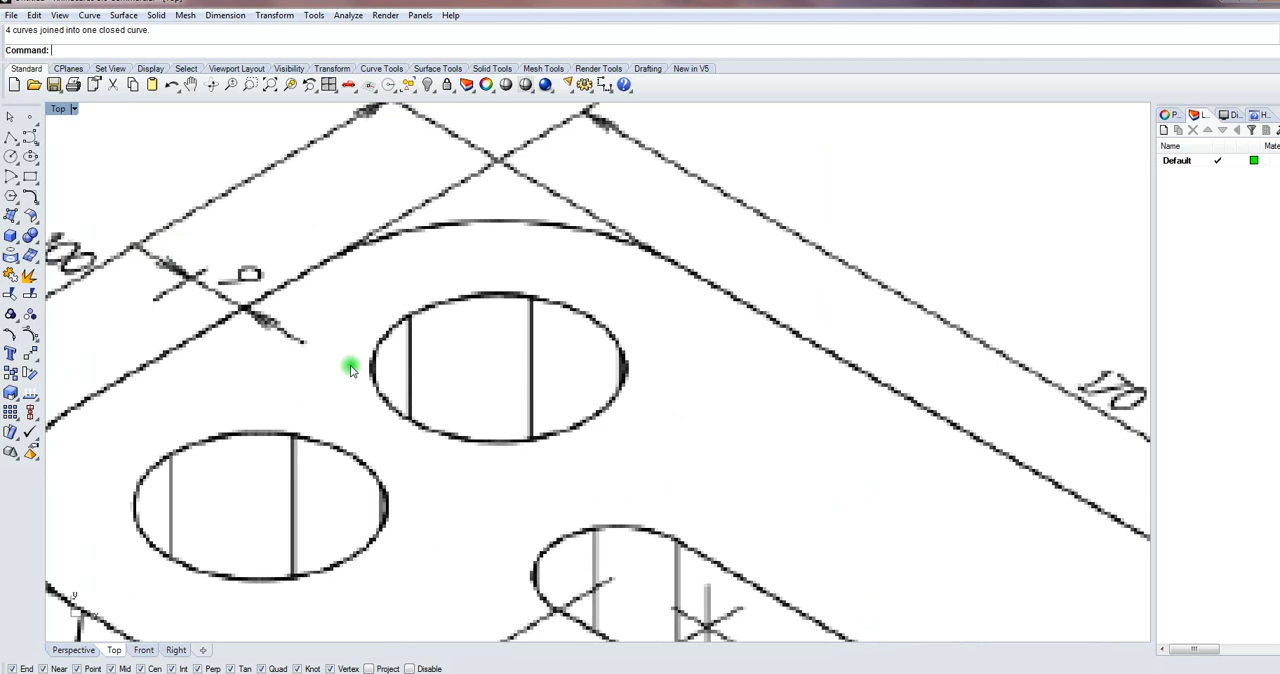 File Edit View Curve Surface Solid Mesh Dimension Transform Tools Analyze Render Panels Help
4 curves joined into one closed curve.
Command:
Standard CPlanes Set View Display Select Viewport Layout Visibility Transform Curve Tools Surface Tools Solid Tools Mesh Tools Render Tools Drafting New in V5
Top
P... L... Di... H...
Name Mate
Default
Perspective Top Front Right
End Near Point Mid Cen Int Perp Tan Quad Knot Vertex Project Disable